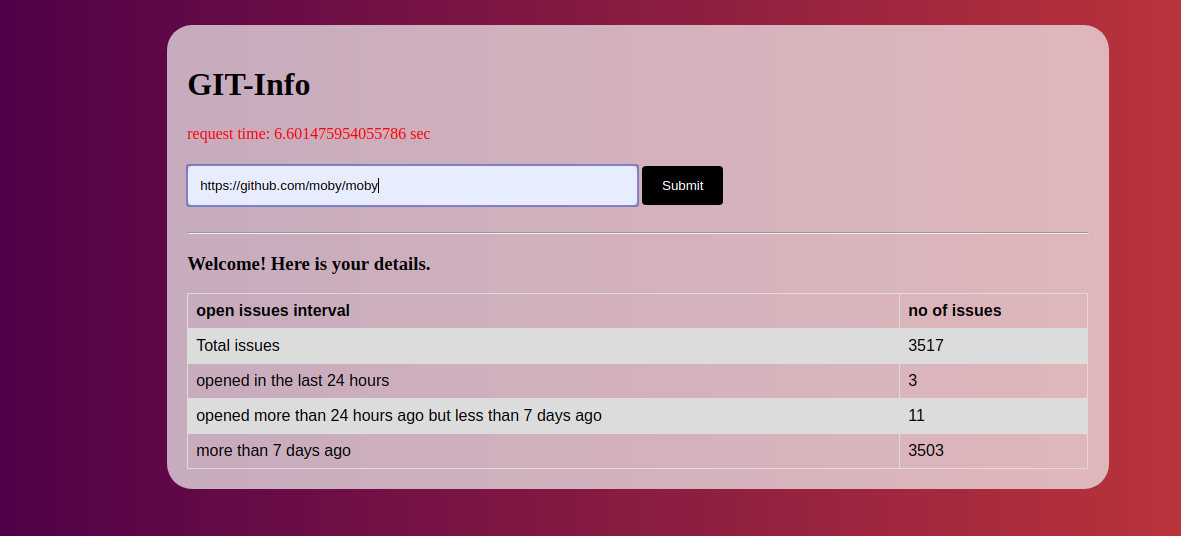 GIT-Info
request time: 6.601475954055786 sec
https://github.com/moby/moby Submit
Welcome! Here is your details.
open issues interval no of issues
Total issues 3517
opened in the last 24 hours 3
opened more than 24 hours ago but less than 7 days ago 11
more than 7 days ago 3503